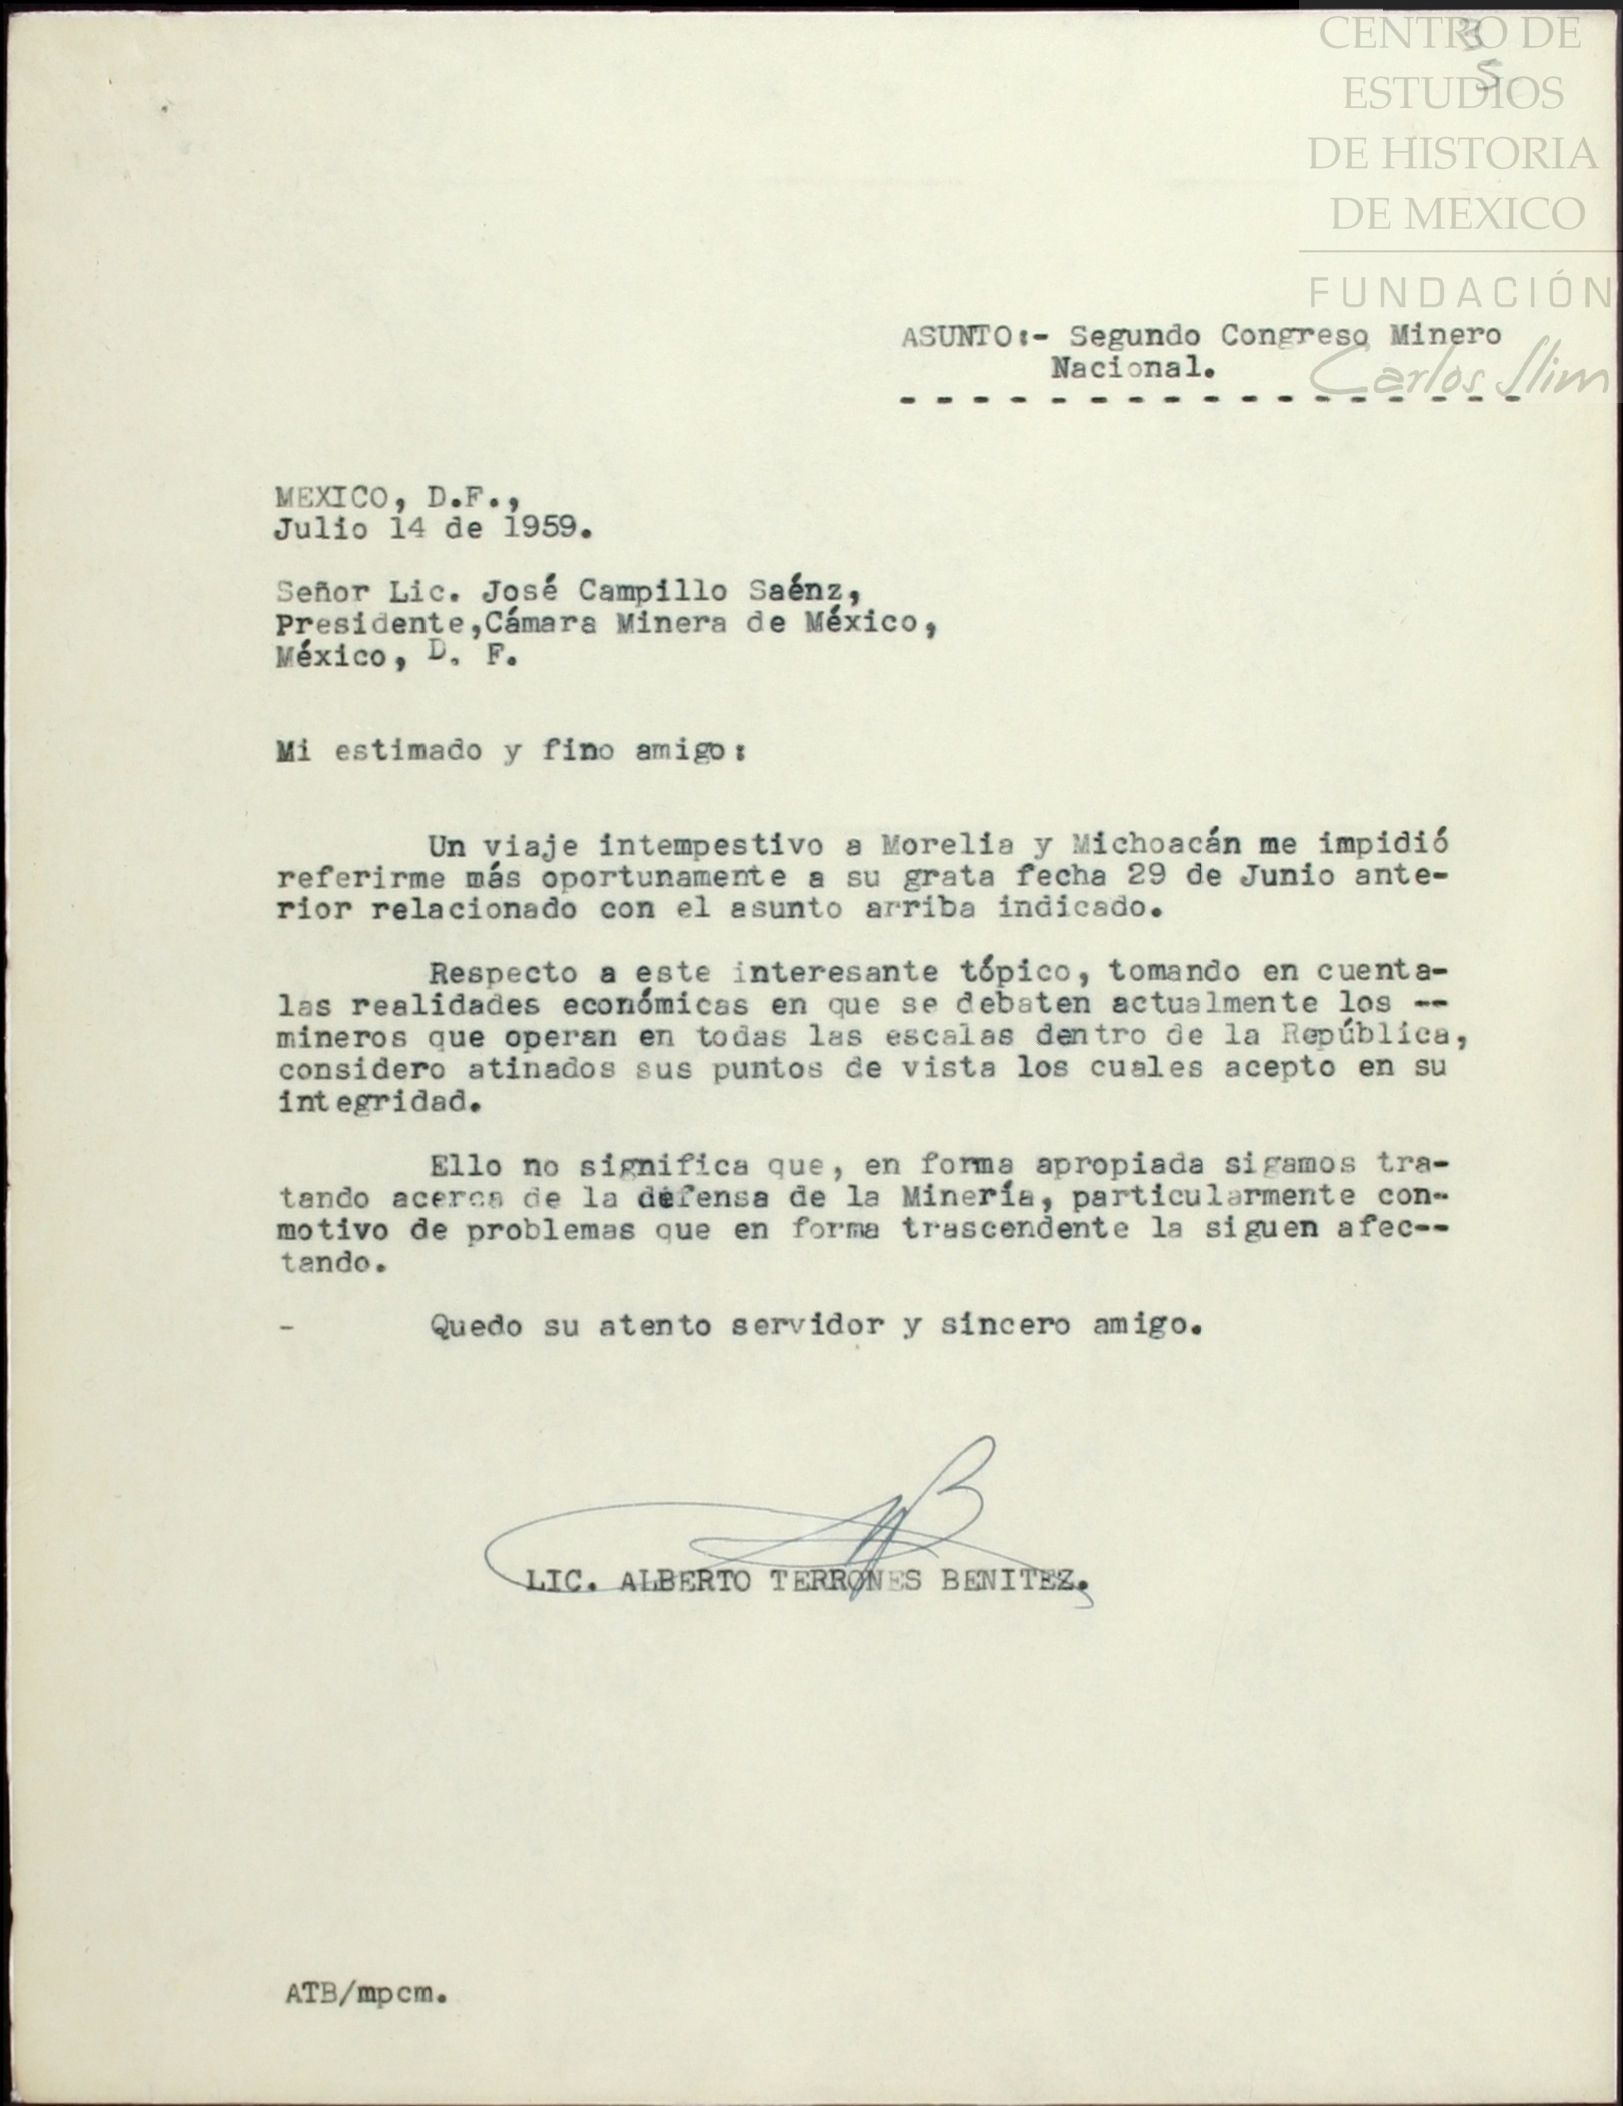 CENTRO DE
ESTUDIOS
DE HISTORIA
DE MEXICO
FUNDACIÓN
Carlos Slim
ASUNTO:- Segundo Congreso Minero
Nacional.
- - - - - - - - - - - - - - - - -
MEXICO, D.F.,
Julio 14 de 1959.
Señor Lic. José Campillo Saénz,
Presidente,Cámara Minera de México,
México, D. F.
Mi estimado y fino amigo:
Un viaje intempestivo a Morelia y Michoacán me impidió
referirme más oportunamente a su grata fecha 29 de Junio ante-
rior relacionado con el asunto arriba indicado.
Respecto a este interesante tópico, tomando en cuenta-
las realidades económicas en que se debaten actualmente los --
mineros que operan en todas las escalas dentro de la República,
considero atinados sus puntos de vista los cuales acepto en su
integridad.
Ello no significa que, en forma apropiada sigamos tra-
tando acerca de la defensa de la Minería, particularmente con-
motivo de problemas que en forma trascendente la siguen afec--
tando.
- Quedo su atento servidor y sincero amigo.
LIC. ALBERTO TERRONES BENITEZ.
ATB/mpcm.